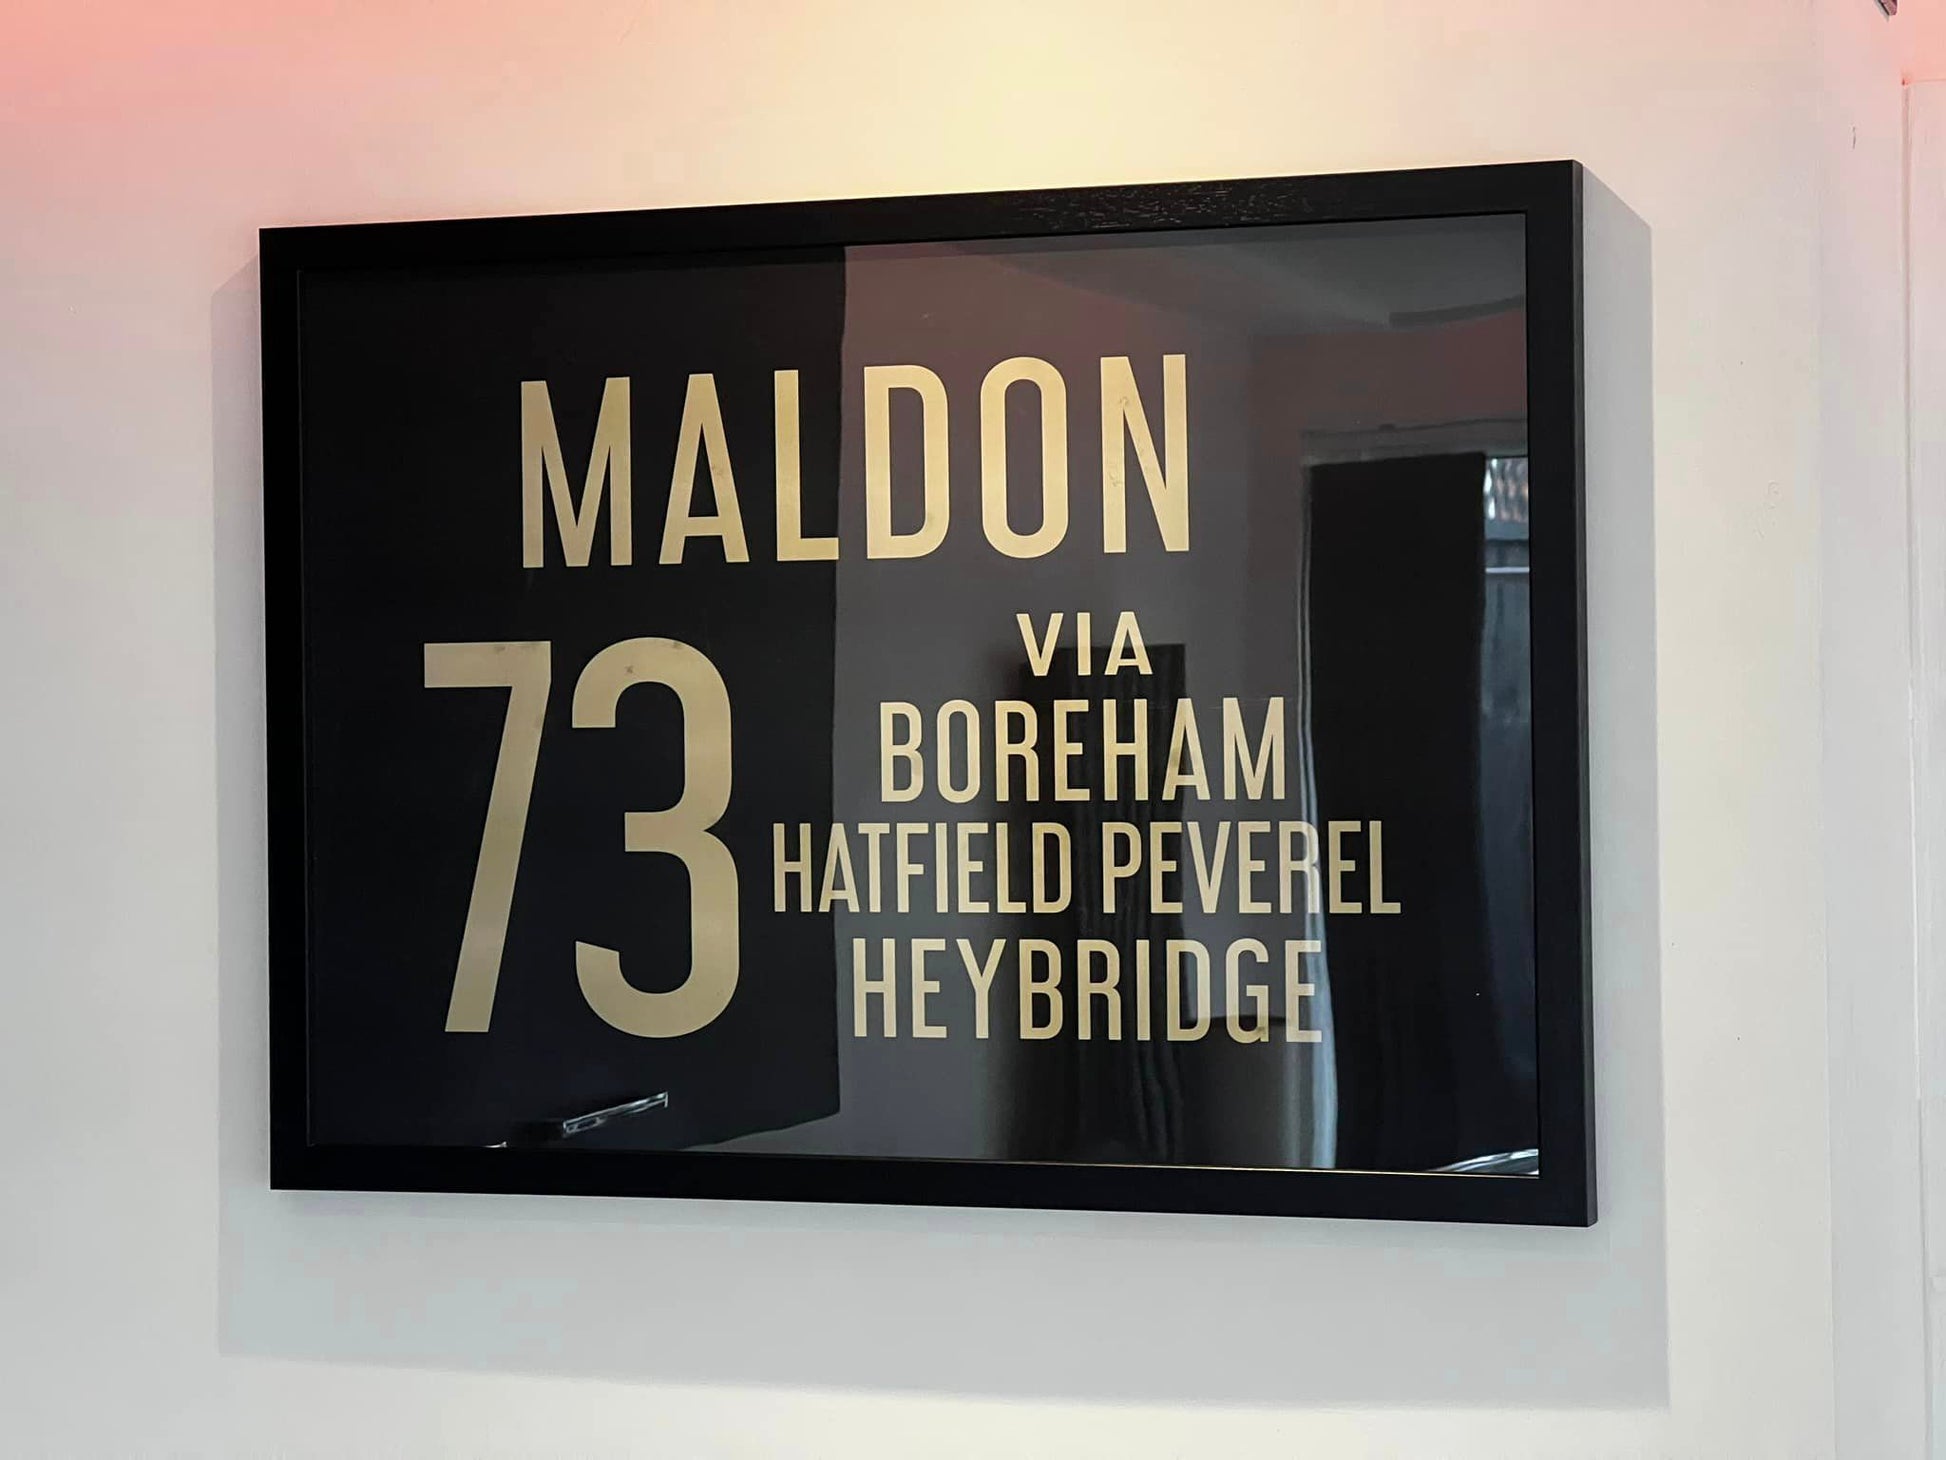 MALDON
73
VIA
BOREHAM
HATFIELD PEVEREL
HEYBRIDGE